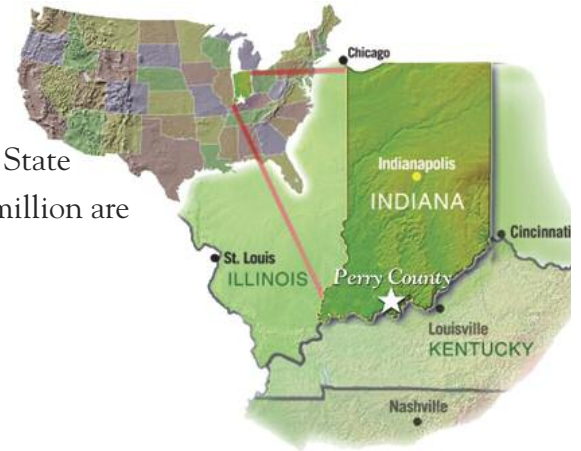 Chicago
State
million are
Indianapolis
INDIANA
Cincinnati
St. Louis
ILLINOIS
Perry County
Louisville
KENTUCKY
Nashville